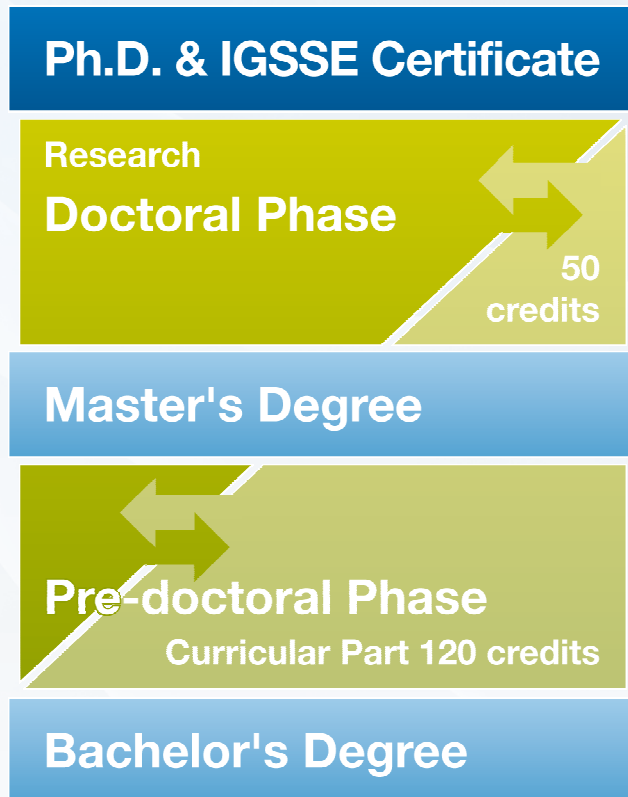 Ph.D. & IGSSE Certificate
Research
Doctoral Phase
50
credits
Master's Degree
Pre-doctoral Phase
Curricular Part 120 credits
Bachelor's Degree